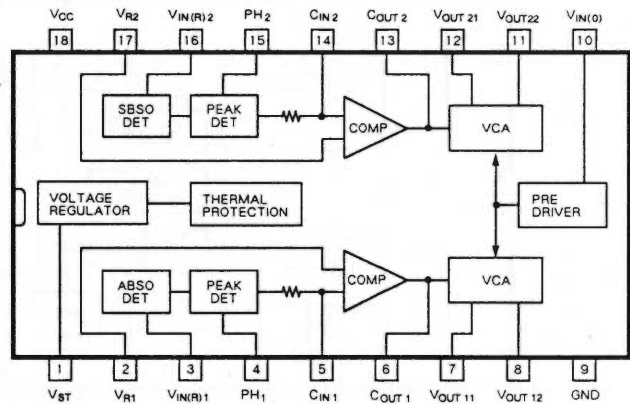 VCC VR2 VIN(R)2 PH2 CIN2 COUT2 VOUT21 VOUT22 VIN(0)
18 17 16 15 14 13 12 11 10
SBSO DET
PEAK DET
COMP
VCA
VOLTAGE REGULATOR
THERMAL PROTECTION
PRE DRIVER
ABSO DET
PEAK DET
COMP
VCA
1 2 3 4 5 6 7 8 9
VST VR1 VIN(R)1 PH1 CIN1 COUT1 VOUT11 VOUT12 GND